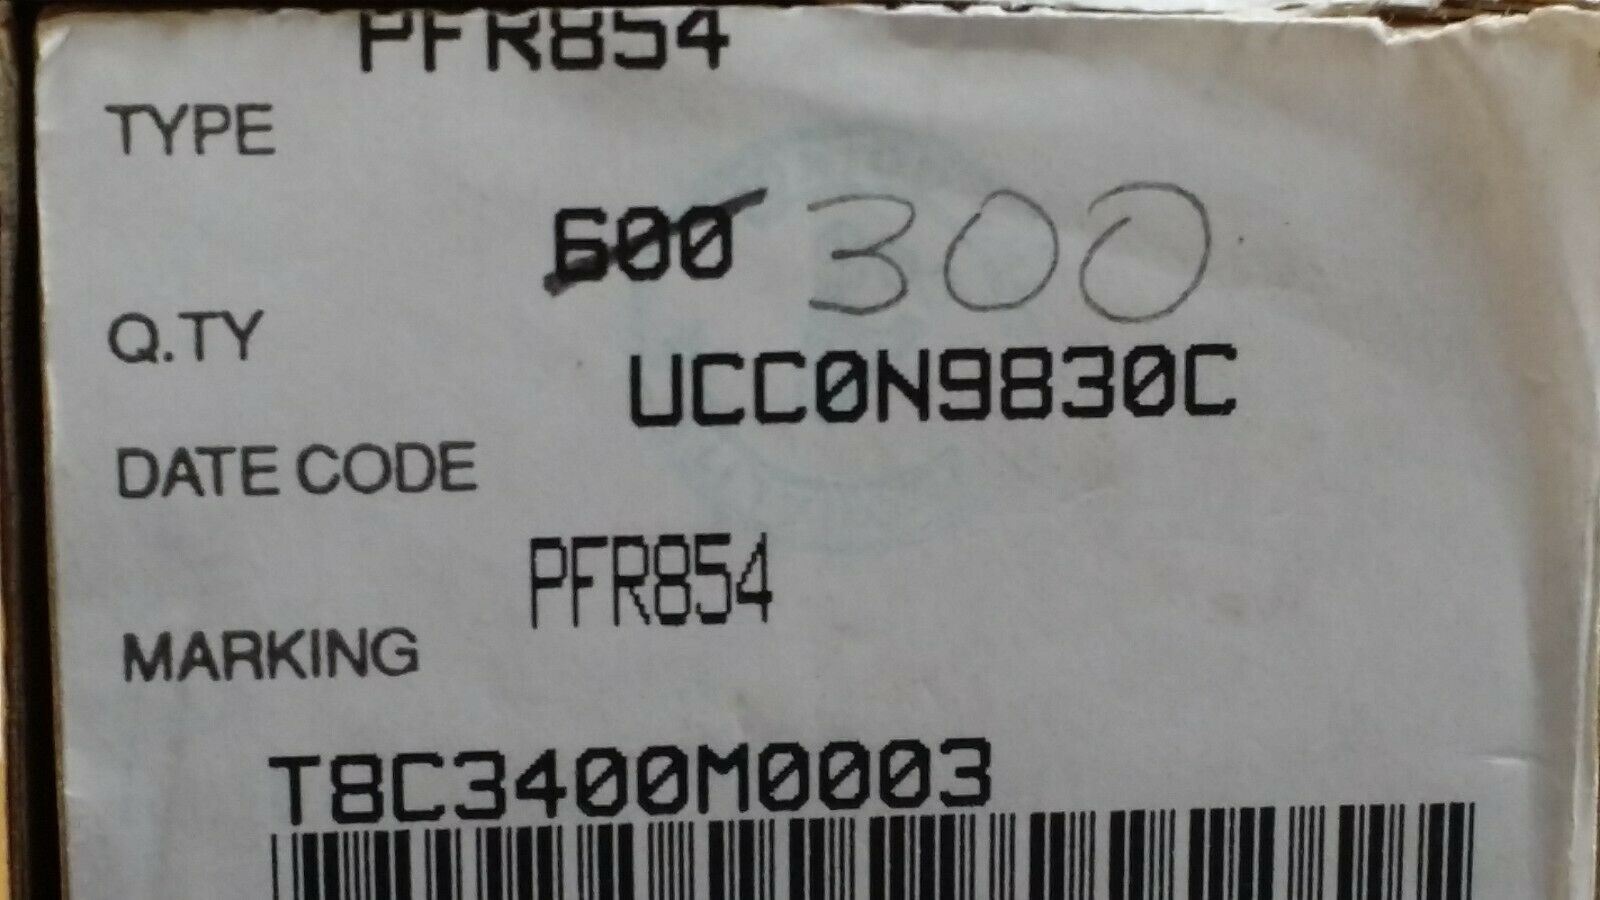 PFR854
TYPE
600 300
Q.TY
UCC0N9830C
DATE CODE
PFR854
MARKING
T8C3400M0003